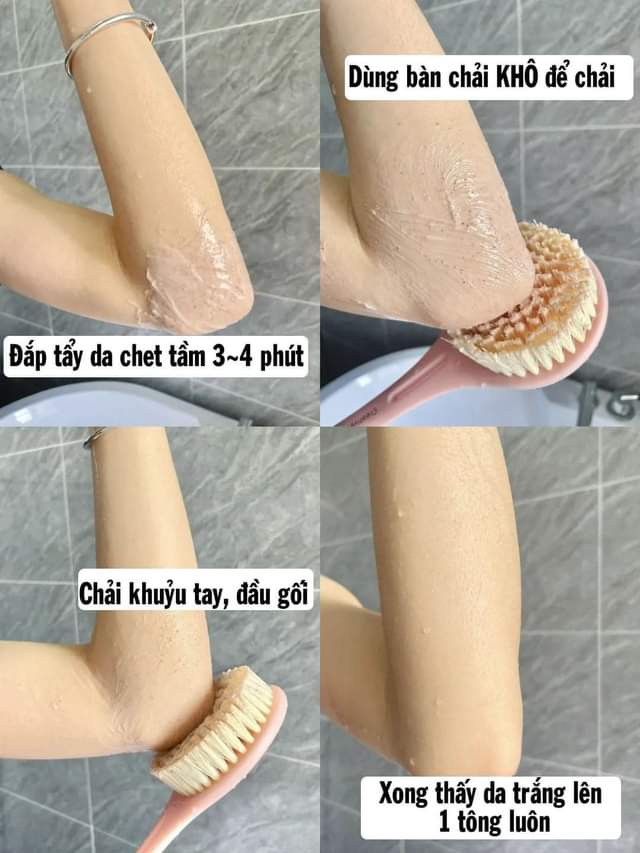 Đắp tẩy da chet tầm 3~4 phút
Dùng bàn chải KHÔ để chải
Chải khuỷu tay, đầu gối
Xong thấy da trắng lên
1 tông luôn